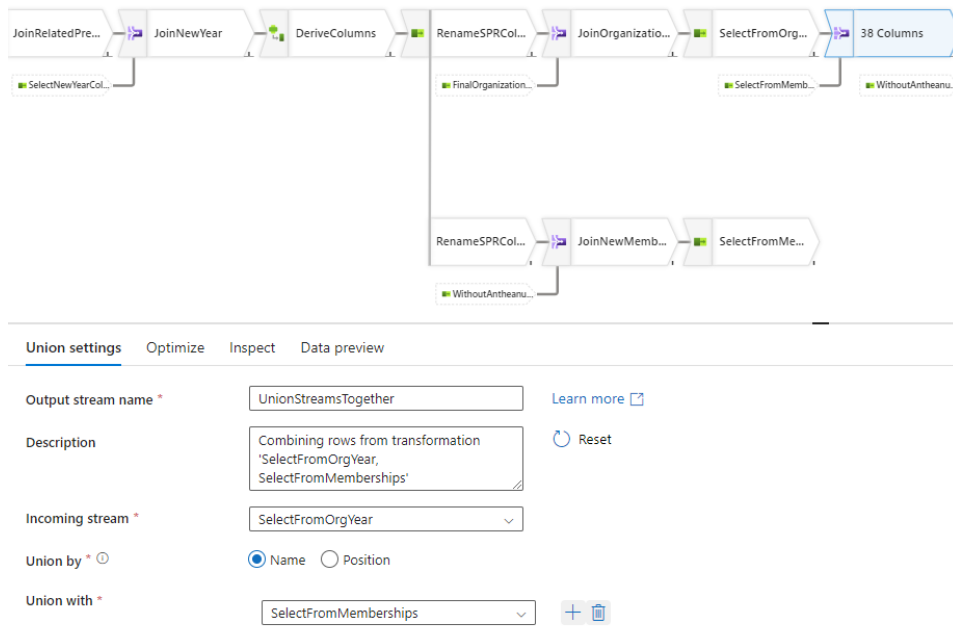 JoinRelatedPre...
JoinNewYear
DeriveColumns
RenameSPRCol...
JoinOrganizatio...
SelectFromOrg...
38 Columns
SelectNewYearCol...
FinalOrganization...
SelectFromMemb...
WithoutAntheanu...
RenameSPRCol...
JoinNewMemb...
SelectFromMe...
WithoutAntheanu...
Union settings
Optimize
Inspect
Data preview
Output stream name *
UnionStreamsTogether
Learn more
Description
Combining rows from transformation
'SelectFromOrgYear,
SelectFromMemberships'
Reset
Incoming stream *
SelectFromOrgYear
Union by *
Name
Position
Union with *
SelectFromMemberships